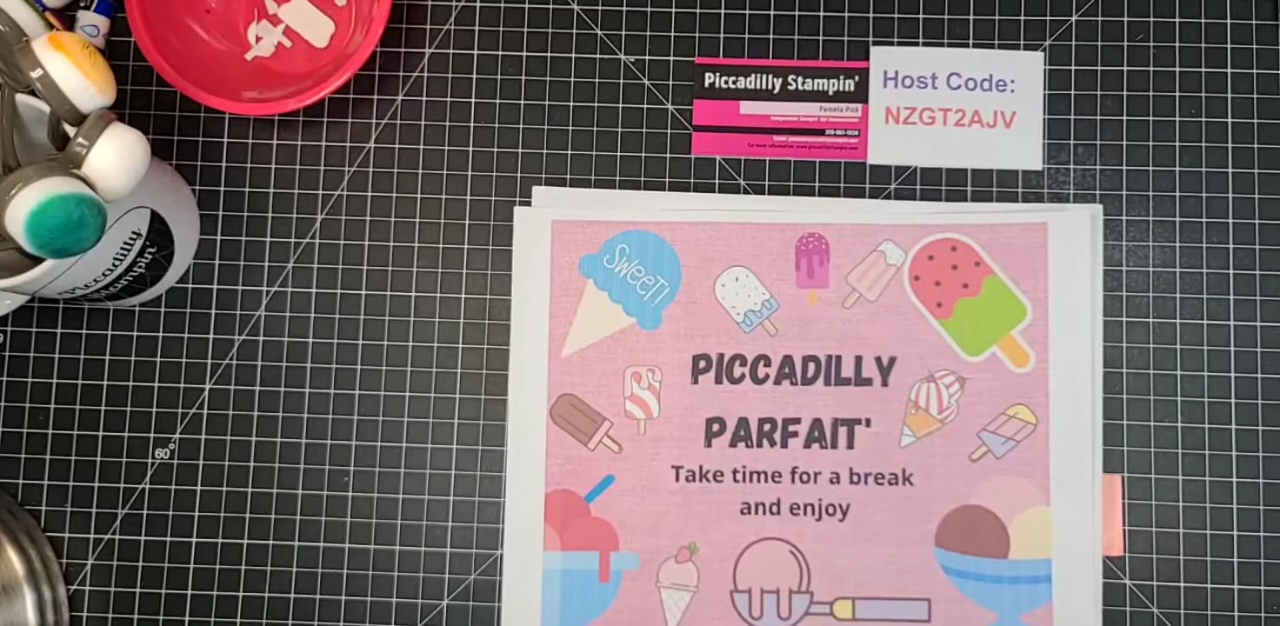 Piccadilly Stampin'
Pamela Pick
Host Code:
NZGT2AJV
Piccadilly
Stampin'
SWEET!
PICCADILLY
PARFAIT'
Take time for a break
and enjoy
60°